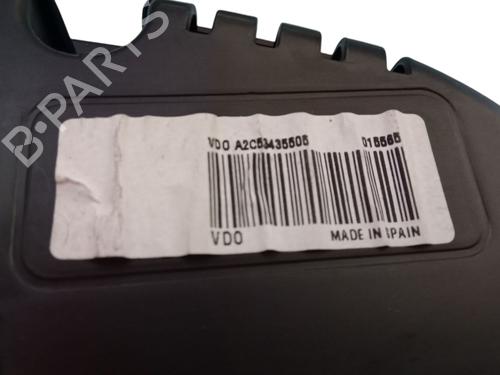 B-PARTS
VDO A2C53435505 015565
VDO MADE IN SPAIN